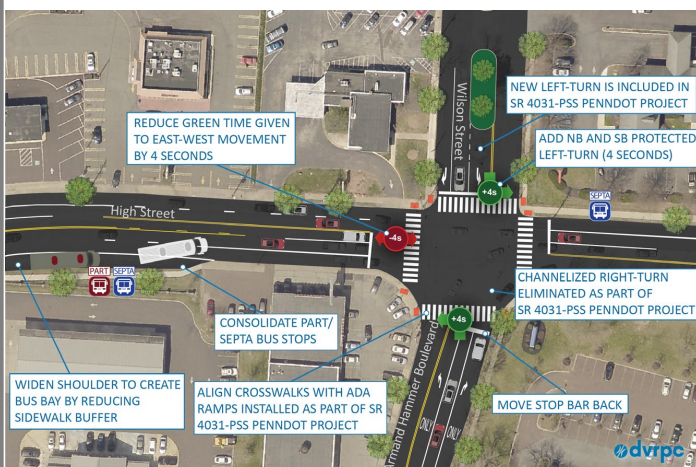 NEW LEFT-TURN IS INCLUDED IN
SR 4031-PSS PENNDOT PROJECT
Wilson Street
REDUCE GREEN TIME GIVEN
TO EAST-WEST MOVEMENT
BY 4 SECONDS
ADD NB AND SB PROTECTED
LEFT-TURN (4 SECONDS)
+4s
SEPTA
High Street
-4s
PART SEPTA
CHANNELIZED RIGHT-TURN
ELIMINATED AS PART OF
SR 4031-PSS PENNDOT PROJECT
CONSOLIDATE PART/
SEPTA BUS STOPS
+4s
WIDEN SHOULDER TO CREATE
BUS BAY BY REDUCING
SIDEWALK BUFFER
ALIGN CROSSWALKS WITH ADA
RAMPS INSTALLED AS PART OF SR
4031-PSS PENNDOT PROJECT
Armand Hammer Boulevard
MOVE STOP BAR BACK
ONLY
ONLY
dvrpc